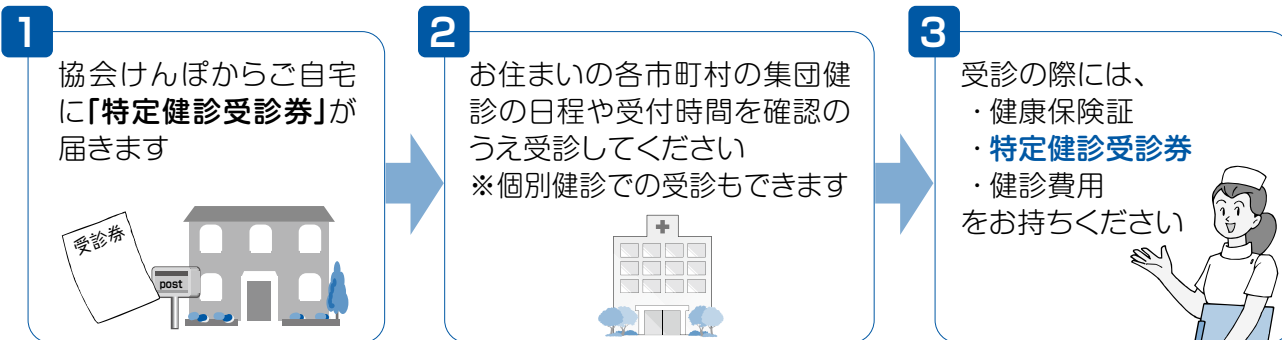 1
協会けんぽからご自宅
に「特定健診受診券」が
届きます
受診券
post
2
お住まいの各市町村の集団健
診の日程や受付時間を確認の
うえ受診してください
※個別健診での受診もできます
3
受診の際には、
・健康保険証
・特定健診受診券
・健診費用
をお持ちください